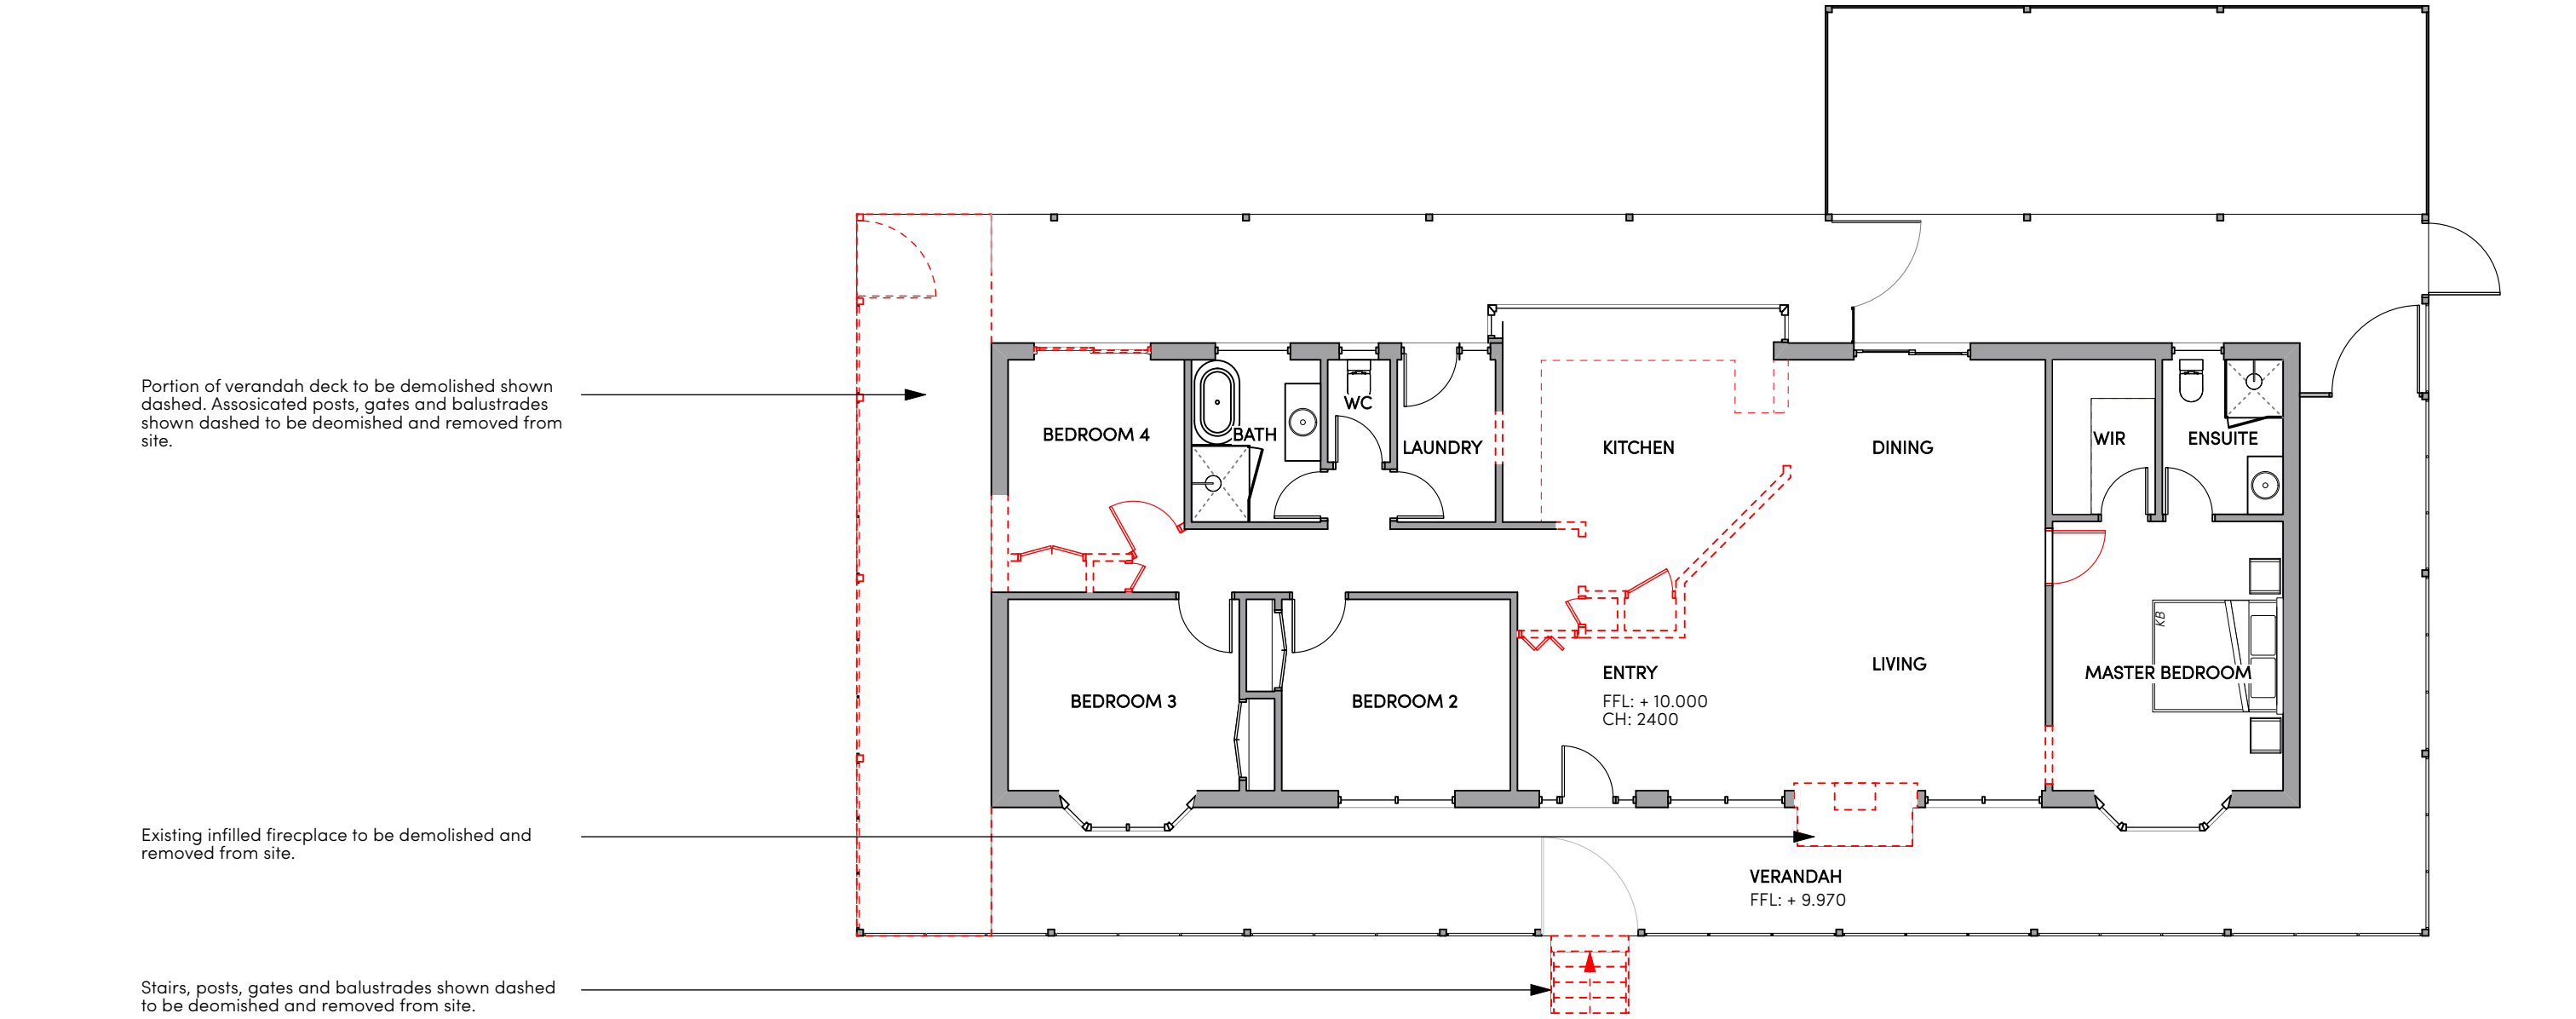 Portion of verandah deck to be demolished shown
dashed. Assosicated posts, gates and balustrades
shown dashed to be deomished and removed from
site.
BEDROOM 4
BATH
WC
LAUNDRY
KITCHEN
DINING
WIR
ENSUITE
KB
ENTRY
FFL: + 10.000
CH: 2400
LIVING
MASTER BEDROOM
BEDROOM 3
BEDROOM 2
Existing infilled firecplace to be demolished and
removed from site.
VERANDAH
FFL: + 9.970
Stairs, posts, gates and balustrades shown dashed
to be deomished and removed from site.